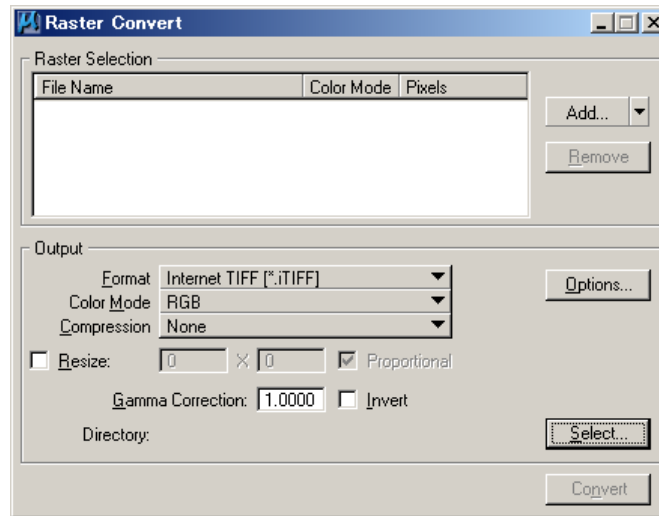 Raster Convert
Raster Selection
File Name Color Mode Pixels
Add...
Remove
Output
Format Internet TIFF [*.iTIFF]
Options...
Color Mode RGB
Compression None
Resize: 0 X 0 Proportional
Gamma Correction: 1.0000 Invert
Directory:
Select...
Convert